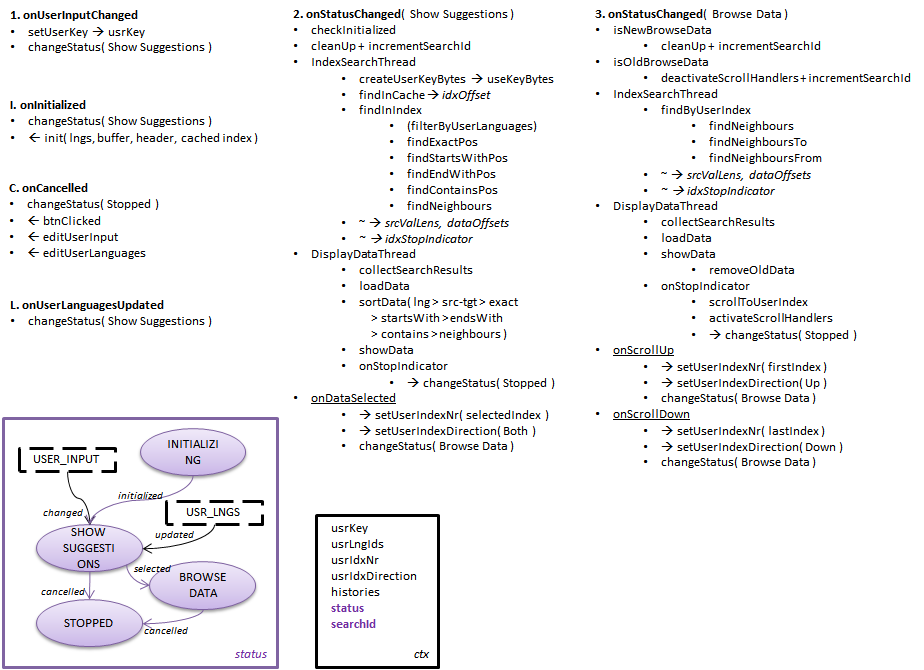 1. onUserInputChanged
• setUserKey → usrKey
• changeStatus( Show Suggestions )
I. onInitialized
• changeStatus( Show Suggestions )
• ← init( lngs, buffer, header, cached index )
C. onCancelled
• changeStatus( Stopped )
• ← btnClicked
• ← editUserInput
• ← editUserLanguages
L. onUserLanguagesUpdated
• changeStatus( Show Suggestions )
2. onStatusChanged( Show Suggestions )
• checkInitialized
• cleanUp + incrementSearchId
• IndexSearchThread
• createUserKeyBytes → useKeyBytes
• findInCache → idxOffset
• findInIndex
• (filterByUserLanguages)
• findExactPos
• findStartsWithPos
• findEndWithPos
• findContainsPos
• findNeighbours
• ~ → srcValLens, dataOffsets
• ~ → idxStopIndicator
• DisplayDataThread
• collectSearchResults
• loadData
• sortData( lng > src-tgt > exact
> startsWith > endsWith
> contains > neighbours )
• showData
• onStopIndicator
• → changeStatus( Stopped )
• onDataSelected
• → setUserIndexNr( selectedIndex )
• → setUserIndexDirection( Both )
• changeStatus( Browse Data )
3. onStatusChanged( Browse Data )
• isNewBrowseData
• cleanUp + incrementSearchId
• isOldBrowseData
• deactivateScrollHandlers + incrementSearchId
• IndexSearchThread
• findByUserIndex
• findNeighbours
• findNeighboursTo
• findNeighboursFrom
• ~ → srcValLens, dataOffsets
• ~ → idxStopIndicator
• DisplayDataThread
• collectSearchResults
• loadData
• showData
• removeOldData
• onStopIndicator
• scrollToUserIndex
• activateScrollHandlers
• → changeStatus( Stopped )
• onScrollUp
• → setUserIndexNr( firstIndex )
• → setUserIndexDirection( Up )
• changeStatus( Browse Data )
• onScrollDown
• → setUserIndexNr( lastIndex )
• → setUserIndexDirection( Down )
• changeStatus( Browse Data )
USER_INPUT
INITIALIZI
NG
initialized
changed
USR_LNGS
updated
SHOW
SUGGESTI
ONS
selected
BROWSE
DATA
cancelled
STOPPED
cancelled
status
usrKey
usrLngIds
usrIdxNr
usrIdxDirection
histories
status
searchId
ctx